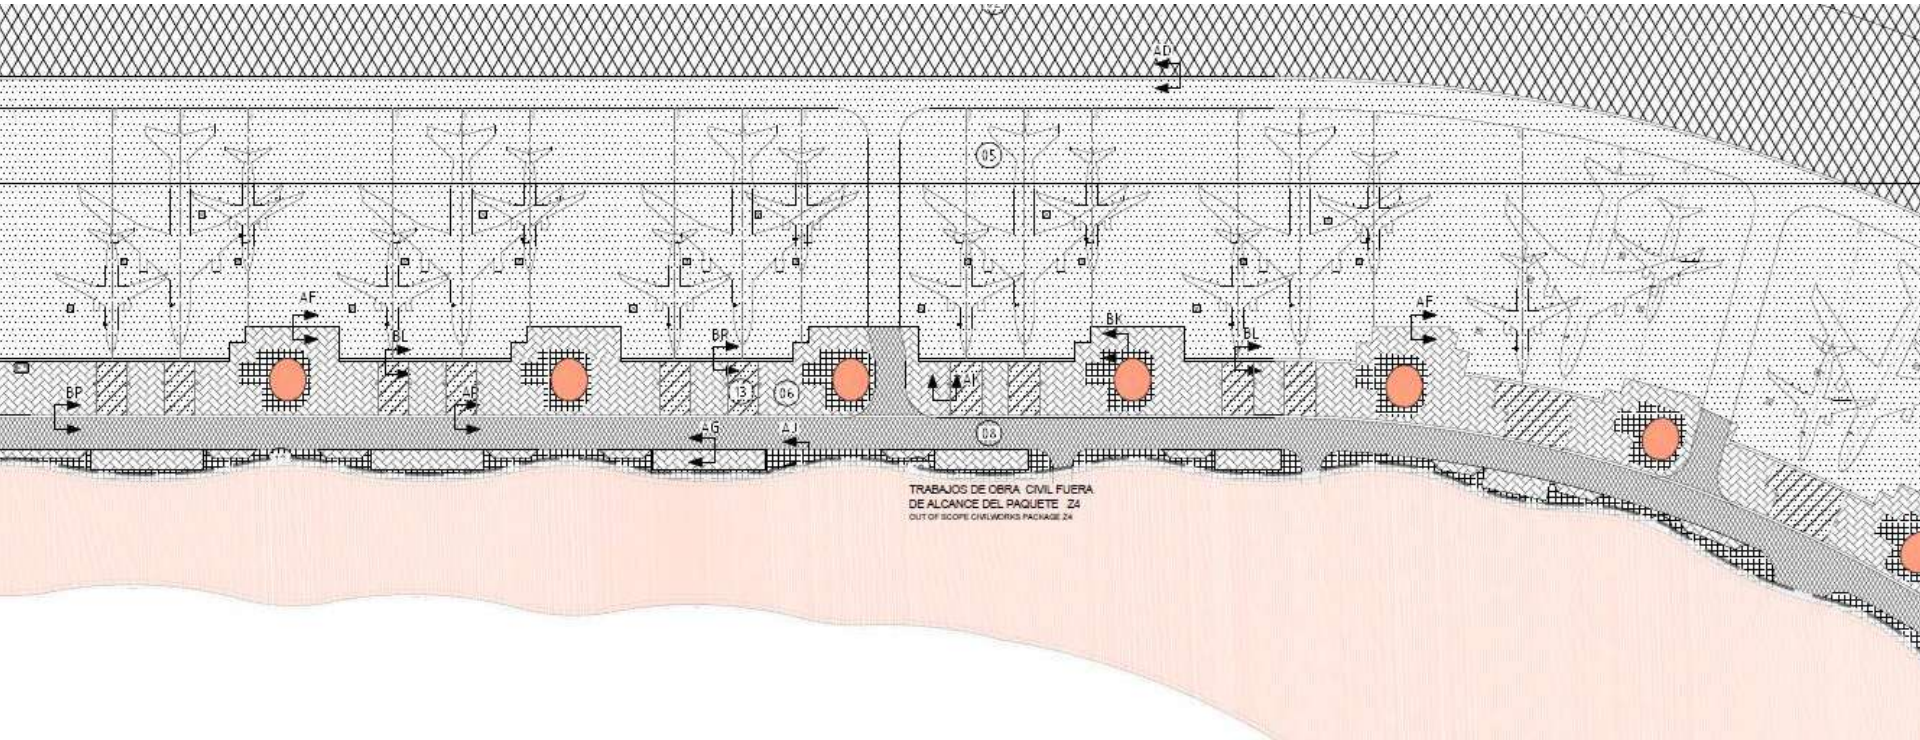 AD
05
AF
BL
BR
BK
BL
AF
BP
AP
13
06
AG
AJ
08
TRABAJOS DE OBRA CIVIL FUERA
DE ALCANCE DEL PAQUETE Z4
OUT OF SCOPE CIVILWORKS PACKAGE Z4